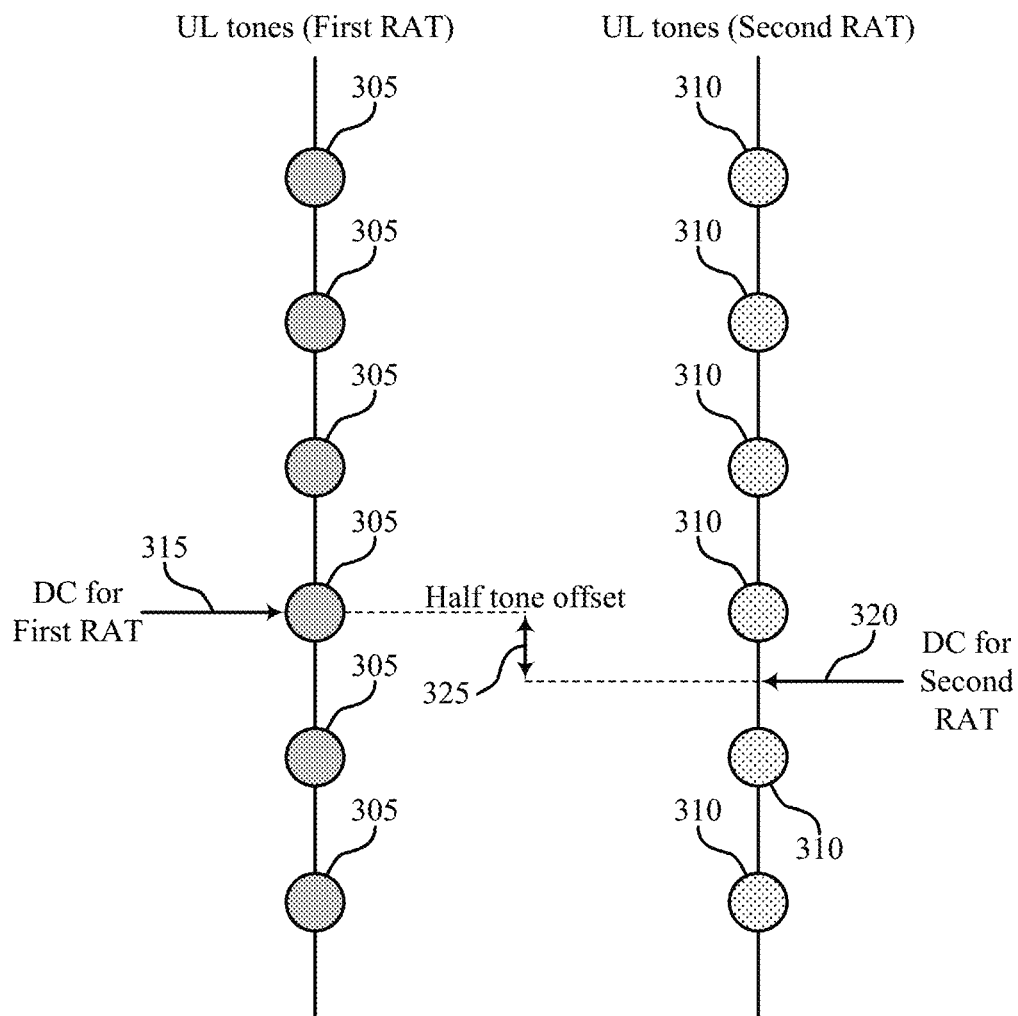 UL tones (First RAT)
UL tones (Second RAT)
305
310
305
310
305
310
305
310
315
DC for
First RAT
Half tone offset
320
DC for
Second
RAT
325
305
310
305
310